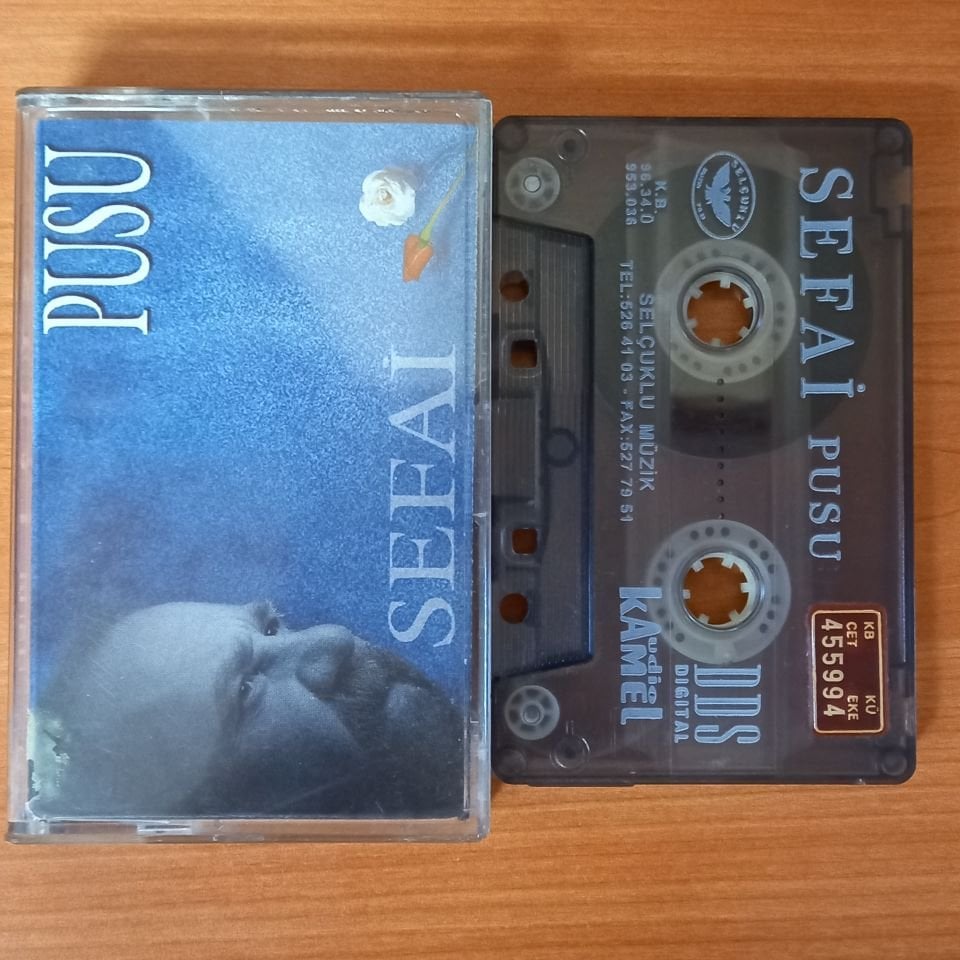 PUSU
SEFAİ
SEFAİ PUSU
SELÇUKLU
K.B.
96.34.Ü
953.036
SELÇUKLU MÜZİK
TEL:526 41 03 - FAX:527 79 51
kAMEL
audio
DIGITAL
DDS
KB KÜ
CET EKE
455994